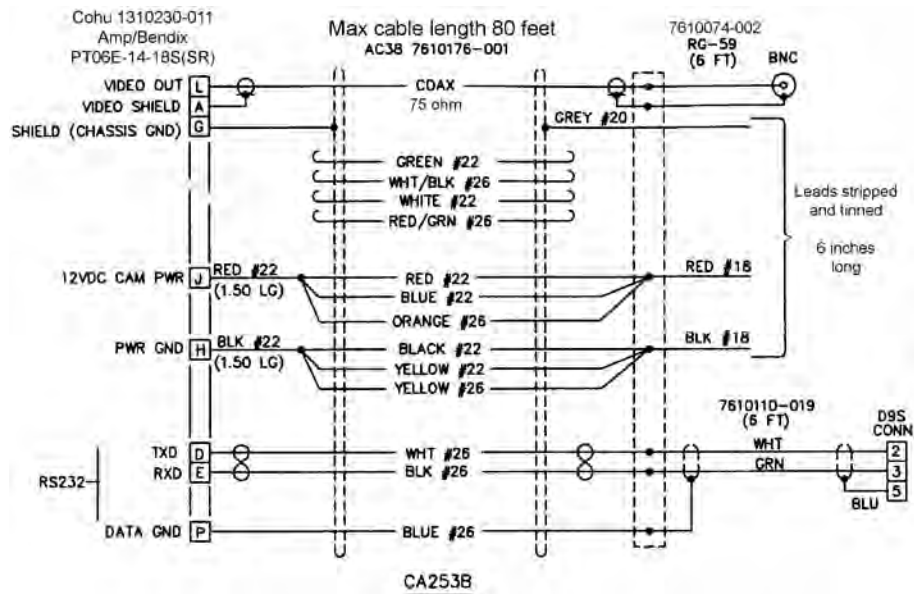 Cohu 1310230-011
Amp/Bendix
PT06E-14-18S(SR)
Max cable length 80 feet
AC38 7610176-001
7610074-002
RG-59
(6 FT)
BNC
VIDEO OUT L COAX
VIDEO SHIELD A 75 ohm
SHIELD (CHASSIS GND) G GREY #20
GREEN #22
WHT/BLK #26
WHITE #22
RED/GRN #26
Leads stripped
and tinned
6 inches
long
12VDC CAM PWR J RED #22 RED #22 RED #18
(1.50 LG) BLUE #22
ORANGE #26
PWR GND H BLK #22 BLACK #22 BLK #18
(1.50 LG) YELLOW #22
YELLOW #26
7610110-019
(6 FT)
D9S
CONN
TXD D WHT #26 WHT 2
RXD E BLK #26 GRN 3
RS232
BLU 5
DATA GND P BLUE #26
CA253B